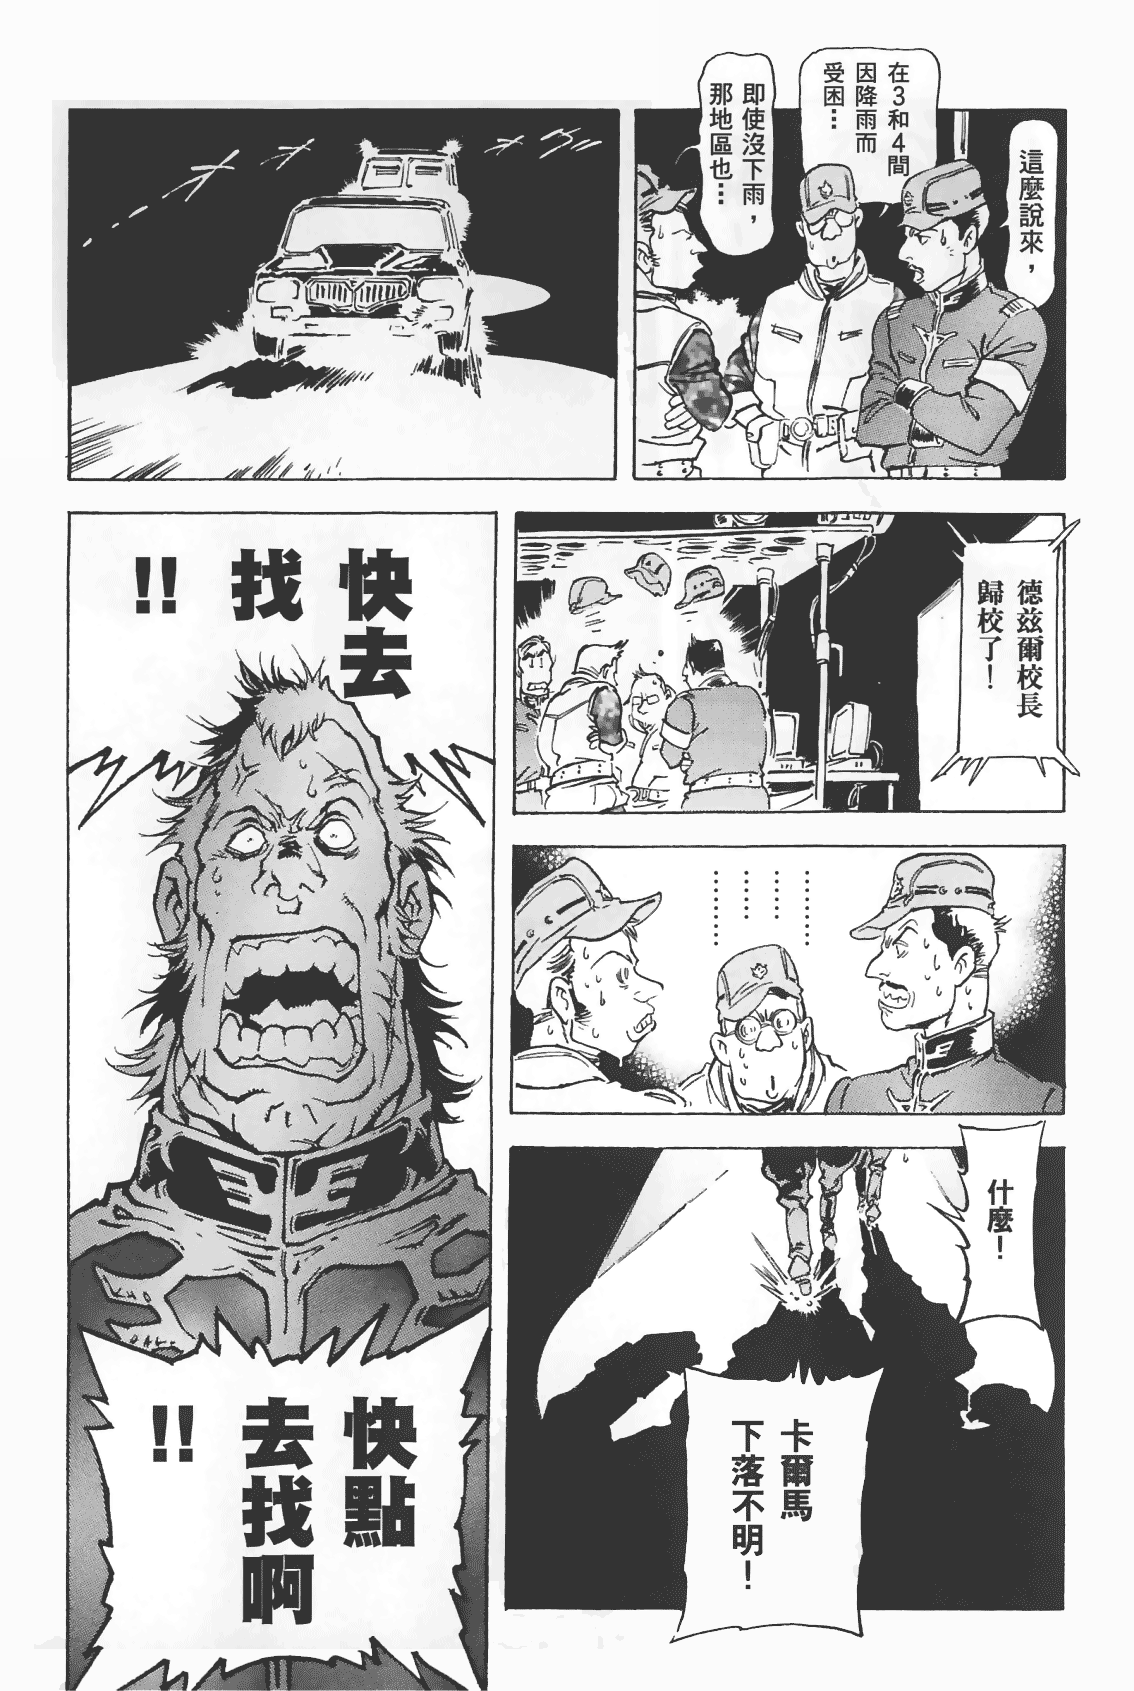 這麼說來，
在3和4間
因降雨而
受困…
即使沒下雨，
那地區也…
德茲爾校長
歸校了！
………
………
………
………
什麼！
卡爾馬
下落不明！
快去
找
!!
快點
去找啊
!!